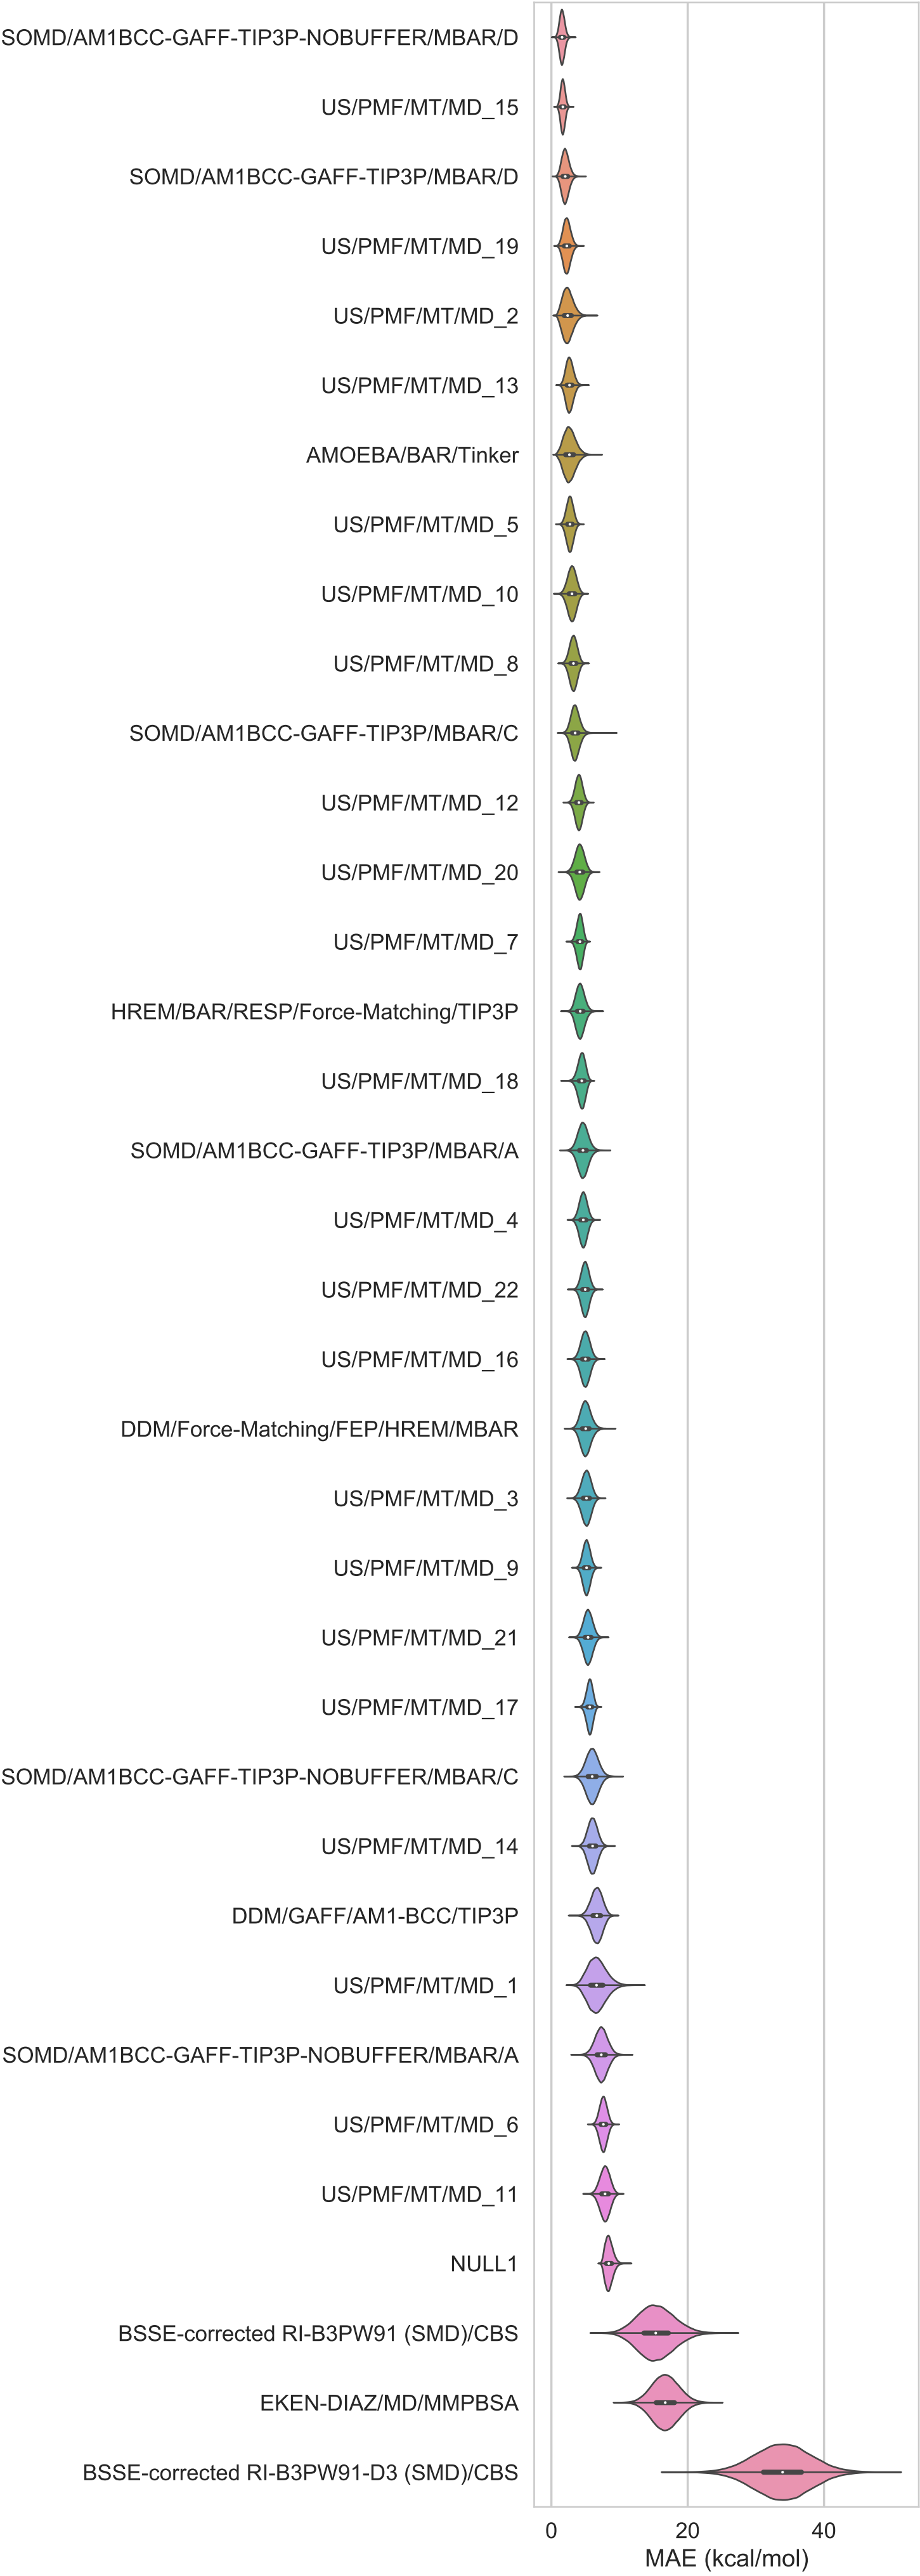 SOMD/AM1BCC-GAFF-TIP3P-NOBUFFER/MBAR/D
US/PMF/MT/MD_15
SOMD/AM1BCC-GAFF-TIP3P/MBAR/D
US/PMF/MT/MD_19
US/PMF/MT/MD_2
US/PMF/MT/MD_13
AMOEBA/BAR/Tinker
US/PMF/MT/MD_5
US/PMF/MT/MD_10
US/PMF/MT/MD_8
SOMD/AM1BCC-GAFF-TIP3P/MBAR/C
US/PMF/MT/MD_12
US/PMF/MT/MD_20
US/PMF/MT/MD_7
HREM/BAR/RESP/Force-Matching/TIP3P
US/PMF/MT/MD_18
SOMD/AM1BCC-GAFF-TIP3P/MBAR/A
US/PMF/MT/MD_4
US/PMF/MT/MD_22
US/PMF/MT/MD_16
DDM/Force-Matching/FEP/HREM/MBAR
US/PMF/MT/MD_3
US/PMF/MT/MD_9
US/PMF/MT/MD_21
US/PMF/MT/MD_17
SOMD/AM1BCC-GAFF-TIP3P-NOBUFFER/MBAR/C
US/PMF/MT/MD_14
DDM/GAFF/AM1-BCC/TIP3P
US/PMF/MT/MD_1
SOMD/AM1BCC-GAFF-TIP3P-NOBUFFER/MBAR/A
US/PMF/MT/MD_6
US/PMF/MT/MD_11
NULL1
BSSE-corrected RI-B3PW91 (SMD)/CBS
EKEN-DIAZ/MD/MMPBSA
BSSE-corrected RI-B3PW91-D3 (SMD)/CBS
0 20 40
MAE (kcal/mol)